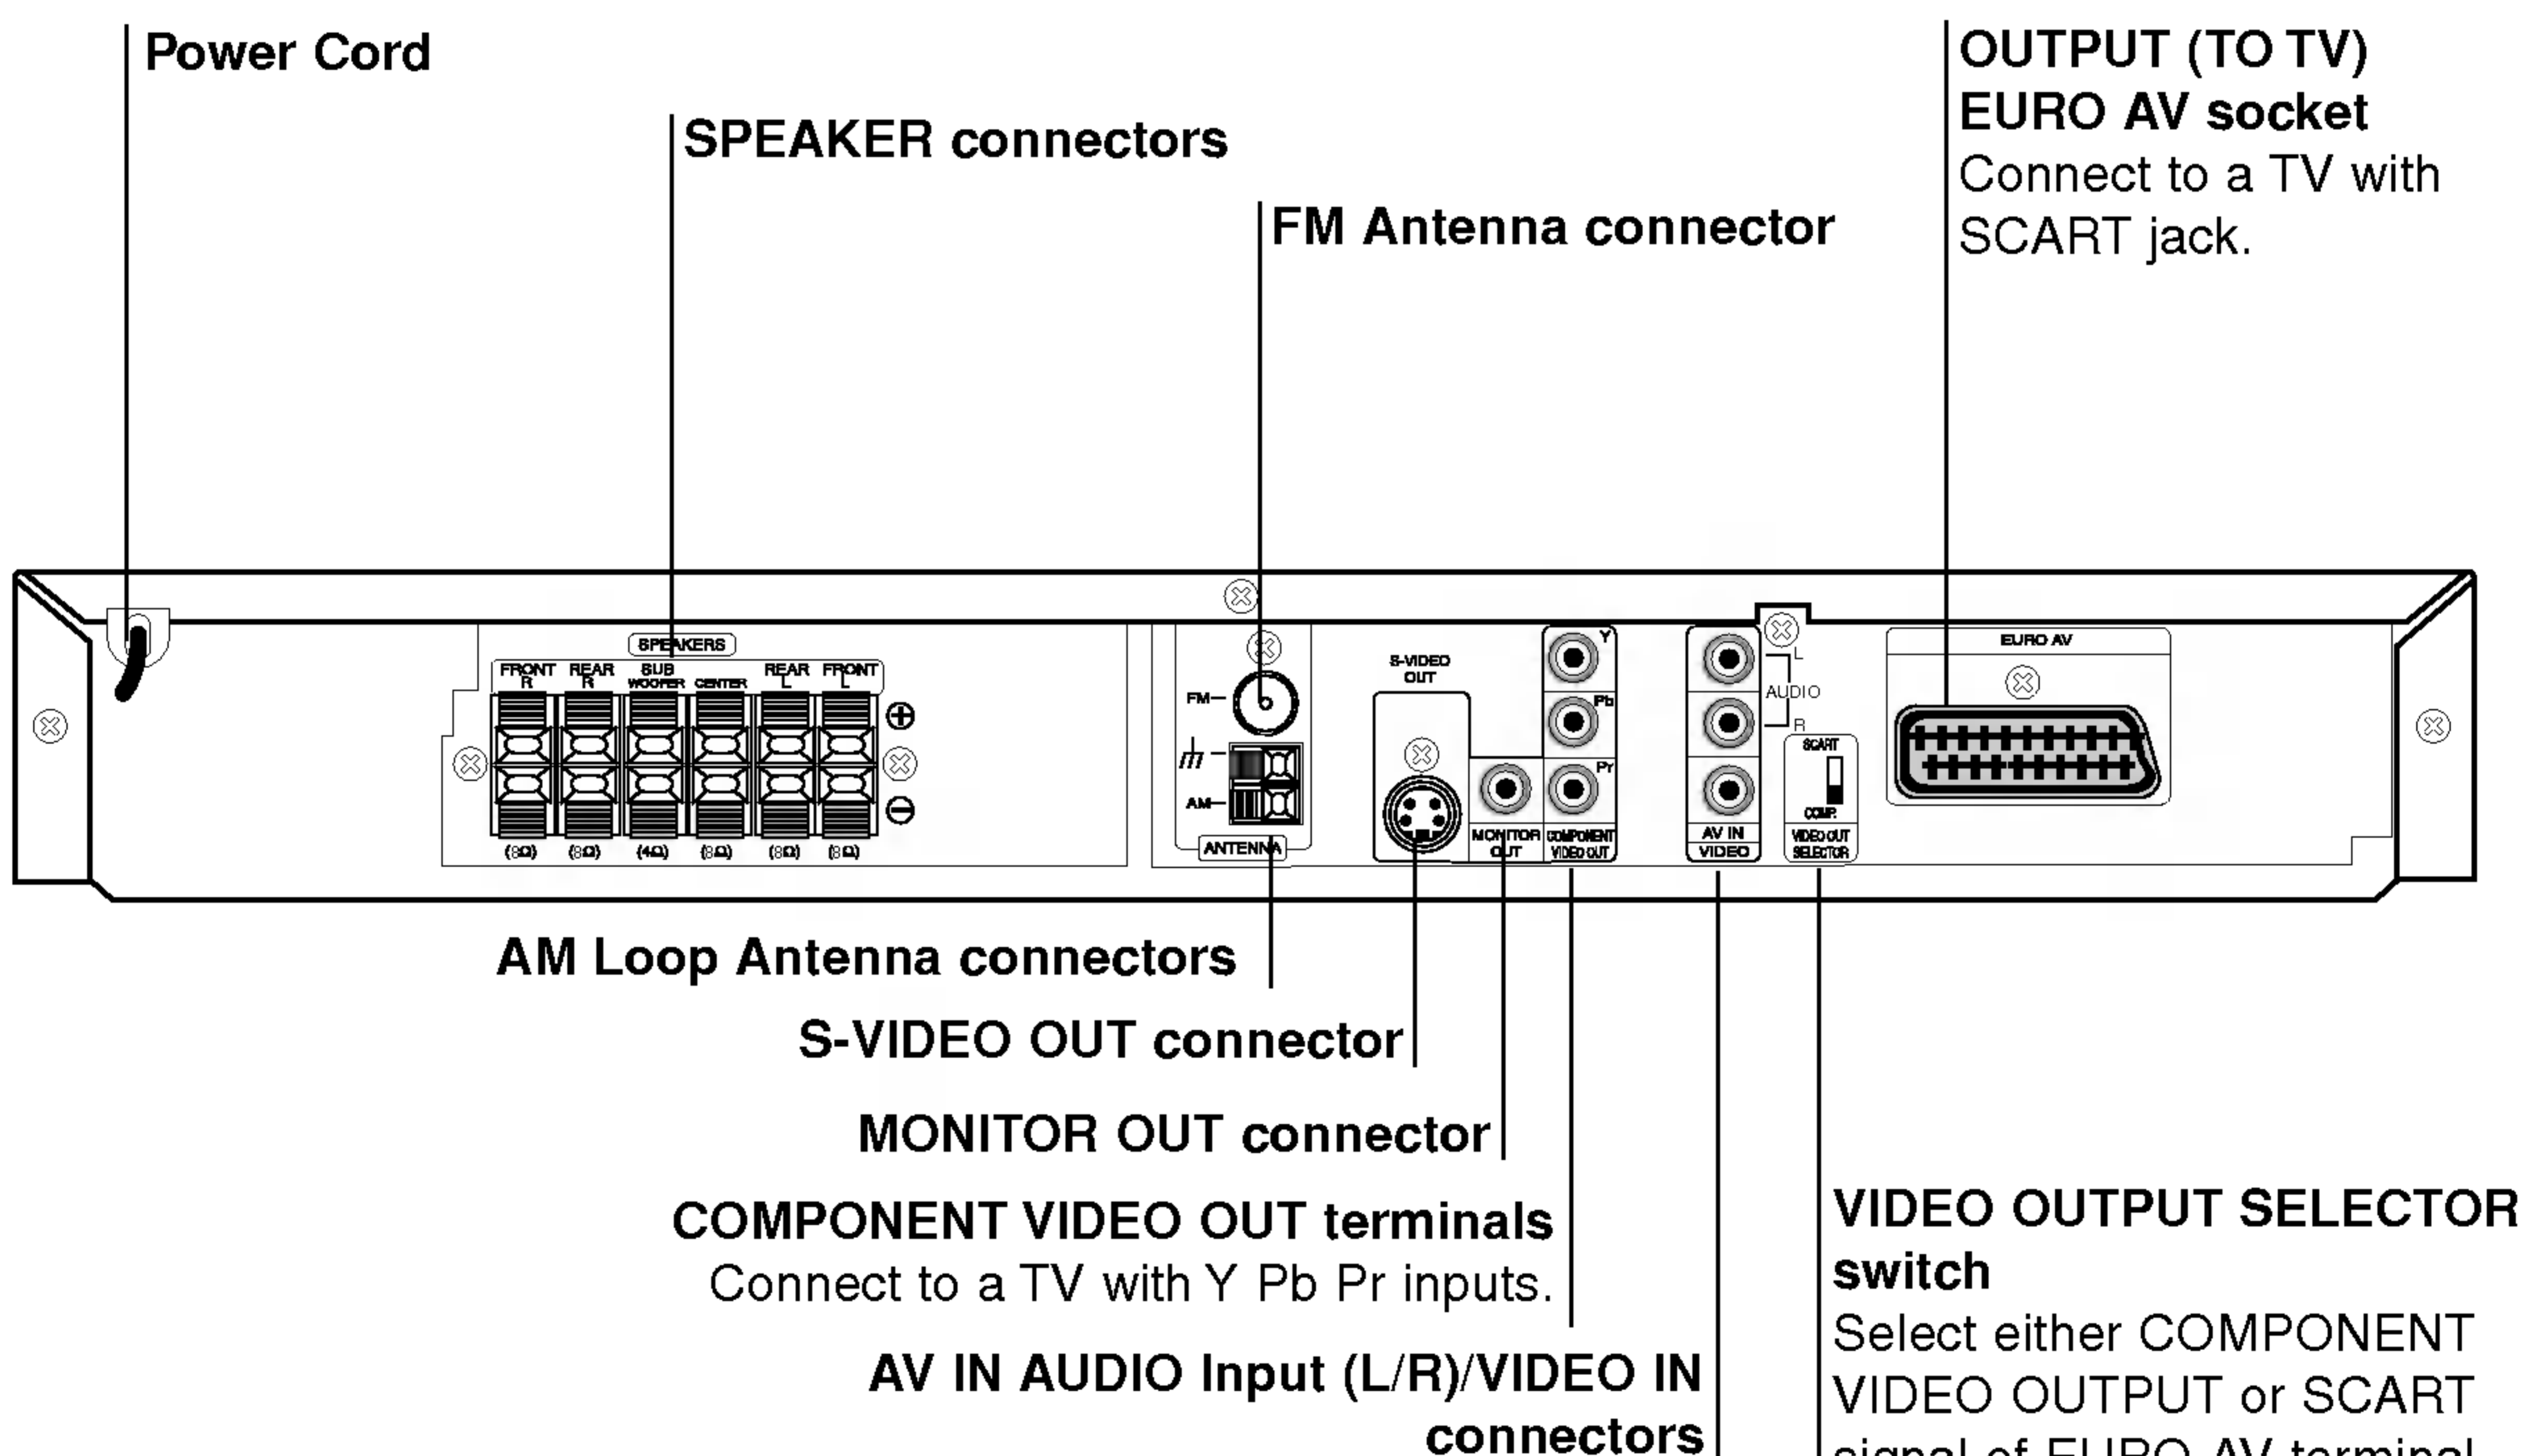 Power Cord
SPEAKER connectors
FM Antenna connector
OUTPUT (TO TV)
EURO AV socket
Connect to a TV with
SCART jack.
SPEAKERS
FRONT R
REAR R
SUB WOOFER
CENTER
REAR L
FRONT L
(8Ω)
(8Ω)
(4Ω)
(8Ω)
(8Ω)
(8Ω)
FM
AM
ANTENNA
S-VIDEO
OUT
MONITOR
OUT
Y
Pb
Pr
COMPONENT
VIDEO OUT
L
AUDIO
R
AV IN
VIDEO
SCART
COMP.
VIDEO OUT
SELECTOR
EURO AV
AM Loop Antenna connectors
S-VIDEO OUT connector
MONITOR OUT connector
COMPONENT VIDEO OUT terminals
Connect to a TV with Y Pb Pr inputs.
AV IN AUDIO Input (L/R)/VIDEO IN
connectors
VIDEO OUTPUT SELECTOR
switch
Select either COMPONENT
VIDEO OUTPUT or SCART
signal of EURO AV terminal